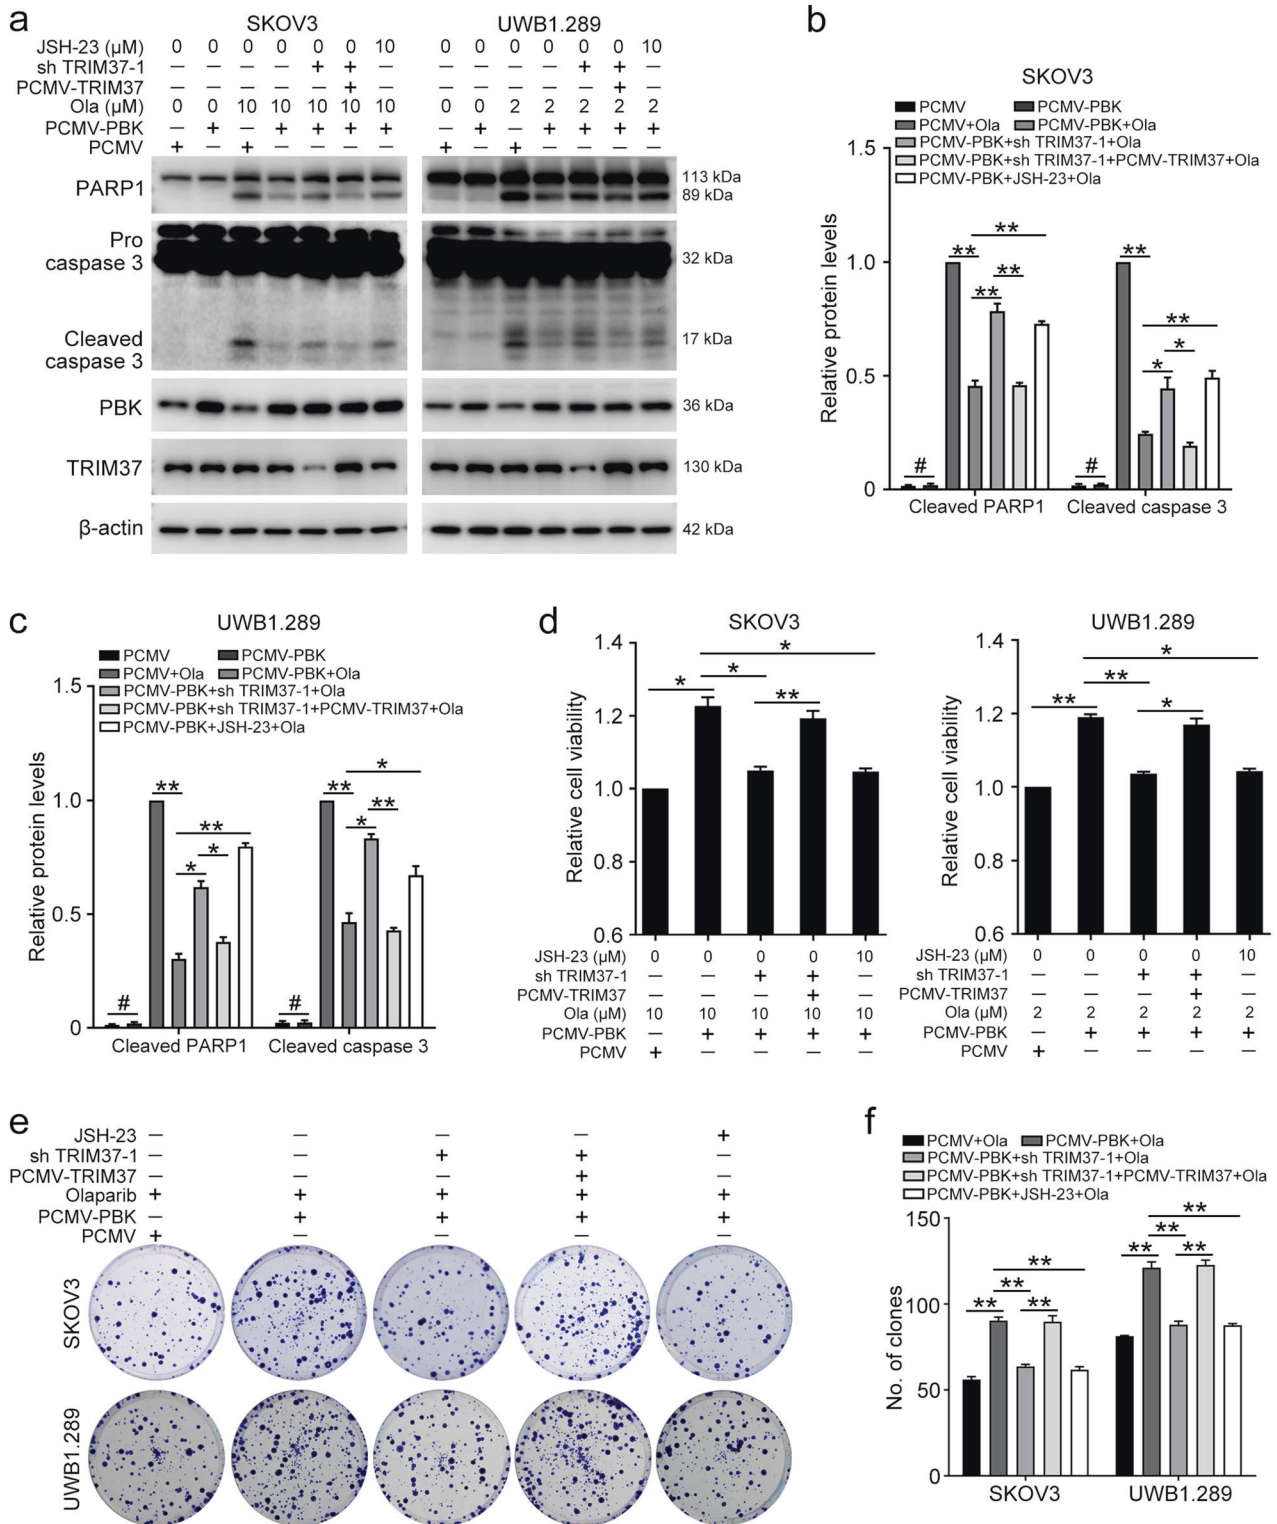 a
SKOV3 UWB1.289
JSH-23 (µM) 0 0 0 0 0 0 10 0 0 0 0 0 0 10
sh TRIM37-1 — — — — + + — — — — — + + —
PCMV-TRIM37 — — — — — + — — — — — — + —
Ola (µM) 0 0 10 10 10 10 10 0 0 2 2 2 2 2
PCMV-PBK — + — + + + + — + — + + + +
PCMV + — + — — — — + — + — — — —
PARP1 113 kDa
89 kDa
Pro
caspase 3 32 kDa
Cleaved
caspase 3 17 kDa
PBK 36 kDa
TRIM37 130 kDa
β-actin 42 kDa
b
SKOV3
PCMV PCMV-PBK
PCMV+Ola PCMV-PBK+Ola
PCMV-PBK+sh TRIM37-1+Ola
PCMV-PBK+sh TRIM37-1+PCMV-TRIM37+Ola
PCMV-PBK+JSH-23+Ola
Relative protein levels
1.5
1.0
0.5
0
# ** ** ** **
# ** * * **
Cleaved PARP1 Cleaved caspase 3
c
UWB1.289
PCMV PCMV-PBK
PCMV+Ola PCMV-PBK+Ola
PCMV-PBK+sh TRIM37-1+Ola
PCMV-PBK+sh TRIM37-1+PCMV-TRIM37+Ola
PCMV-PBK+JSH-23+Ola
Relative protein levels
1.5
1.0
0.5
0
# ** * * **
# ** * ** *
Cleaved PARP1 Cleaved caspase 3
d
SKOV3
Relative cell viability
1.4
1.2
1.0
0.8
0.6
* * ** *
JSH-23 (µM) 0 0 0 0 10
sh TRIM37-1 — — + + —
PCMV-TRIM37 — — — + —
Ola (µM) 10 10 10 10 10
PCMV-PBK — + + + +
PCMV + — — — —
UWB1.289
Relative cell viability
1.4
1.2
1.0
0.8
0.6
** ** * *
JSH-23 (µM) 0 0 0 0 10
sh TRIM37-1 — — + + —
PCMV-TRIM37 — — — + —
Ola (µM) 2 2 2 2 2
PCMV-PBK — + + + +
PCMV + — — — —
e
JSH-23 — — — — +
sh TRIM37-1 — — + + —
PCMV-TRIM37 — — — + —
Olaparib + + + + +
PCMV-PBK — + + + +
PCMV + — — — —
SKOV3
UWB1.289
f
PCMV+Ola PCMV-PBK+Ola
PCMV-PBK+sh TRIM37-1+Ola
PCMV-PBK+sh TRIM37-1+PCMV-TRIM37+Ola
PCMV-PBK+JSH-23+Ola
No. of clones
150
100
50
0
** ** ** **
** ** ** **
SKOV3 UWB1.289